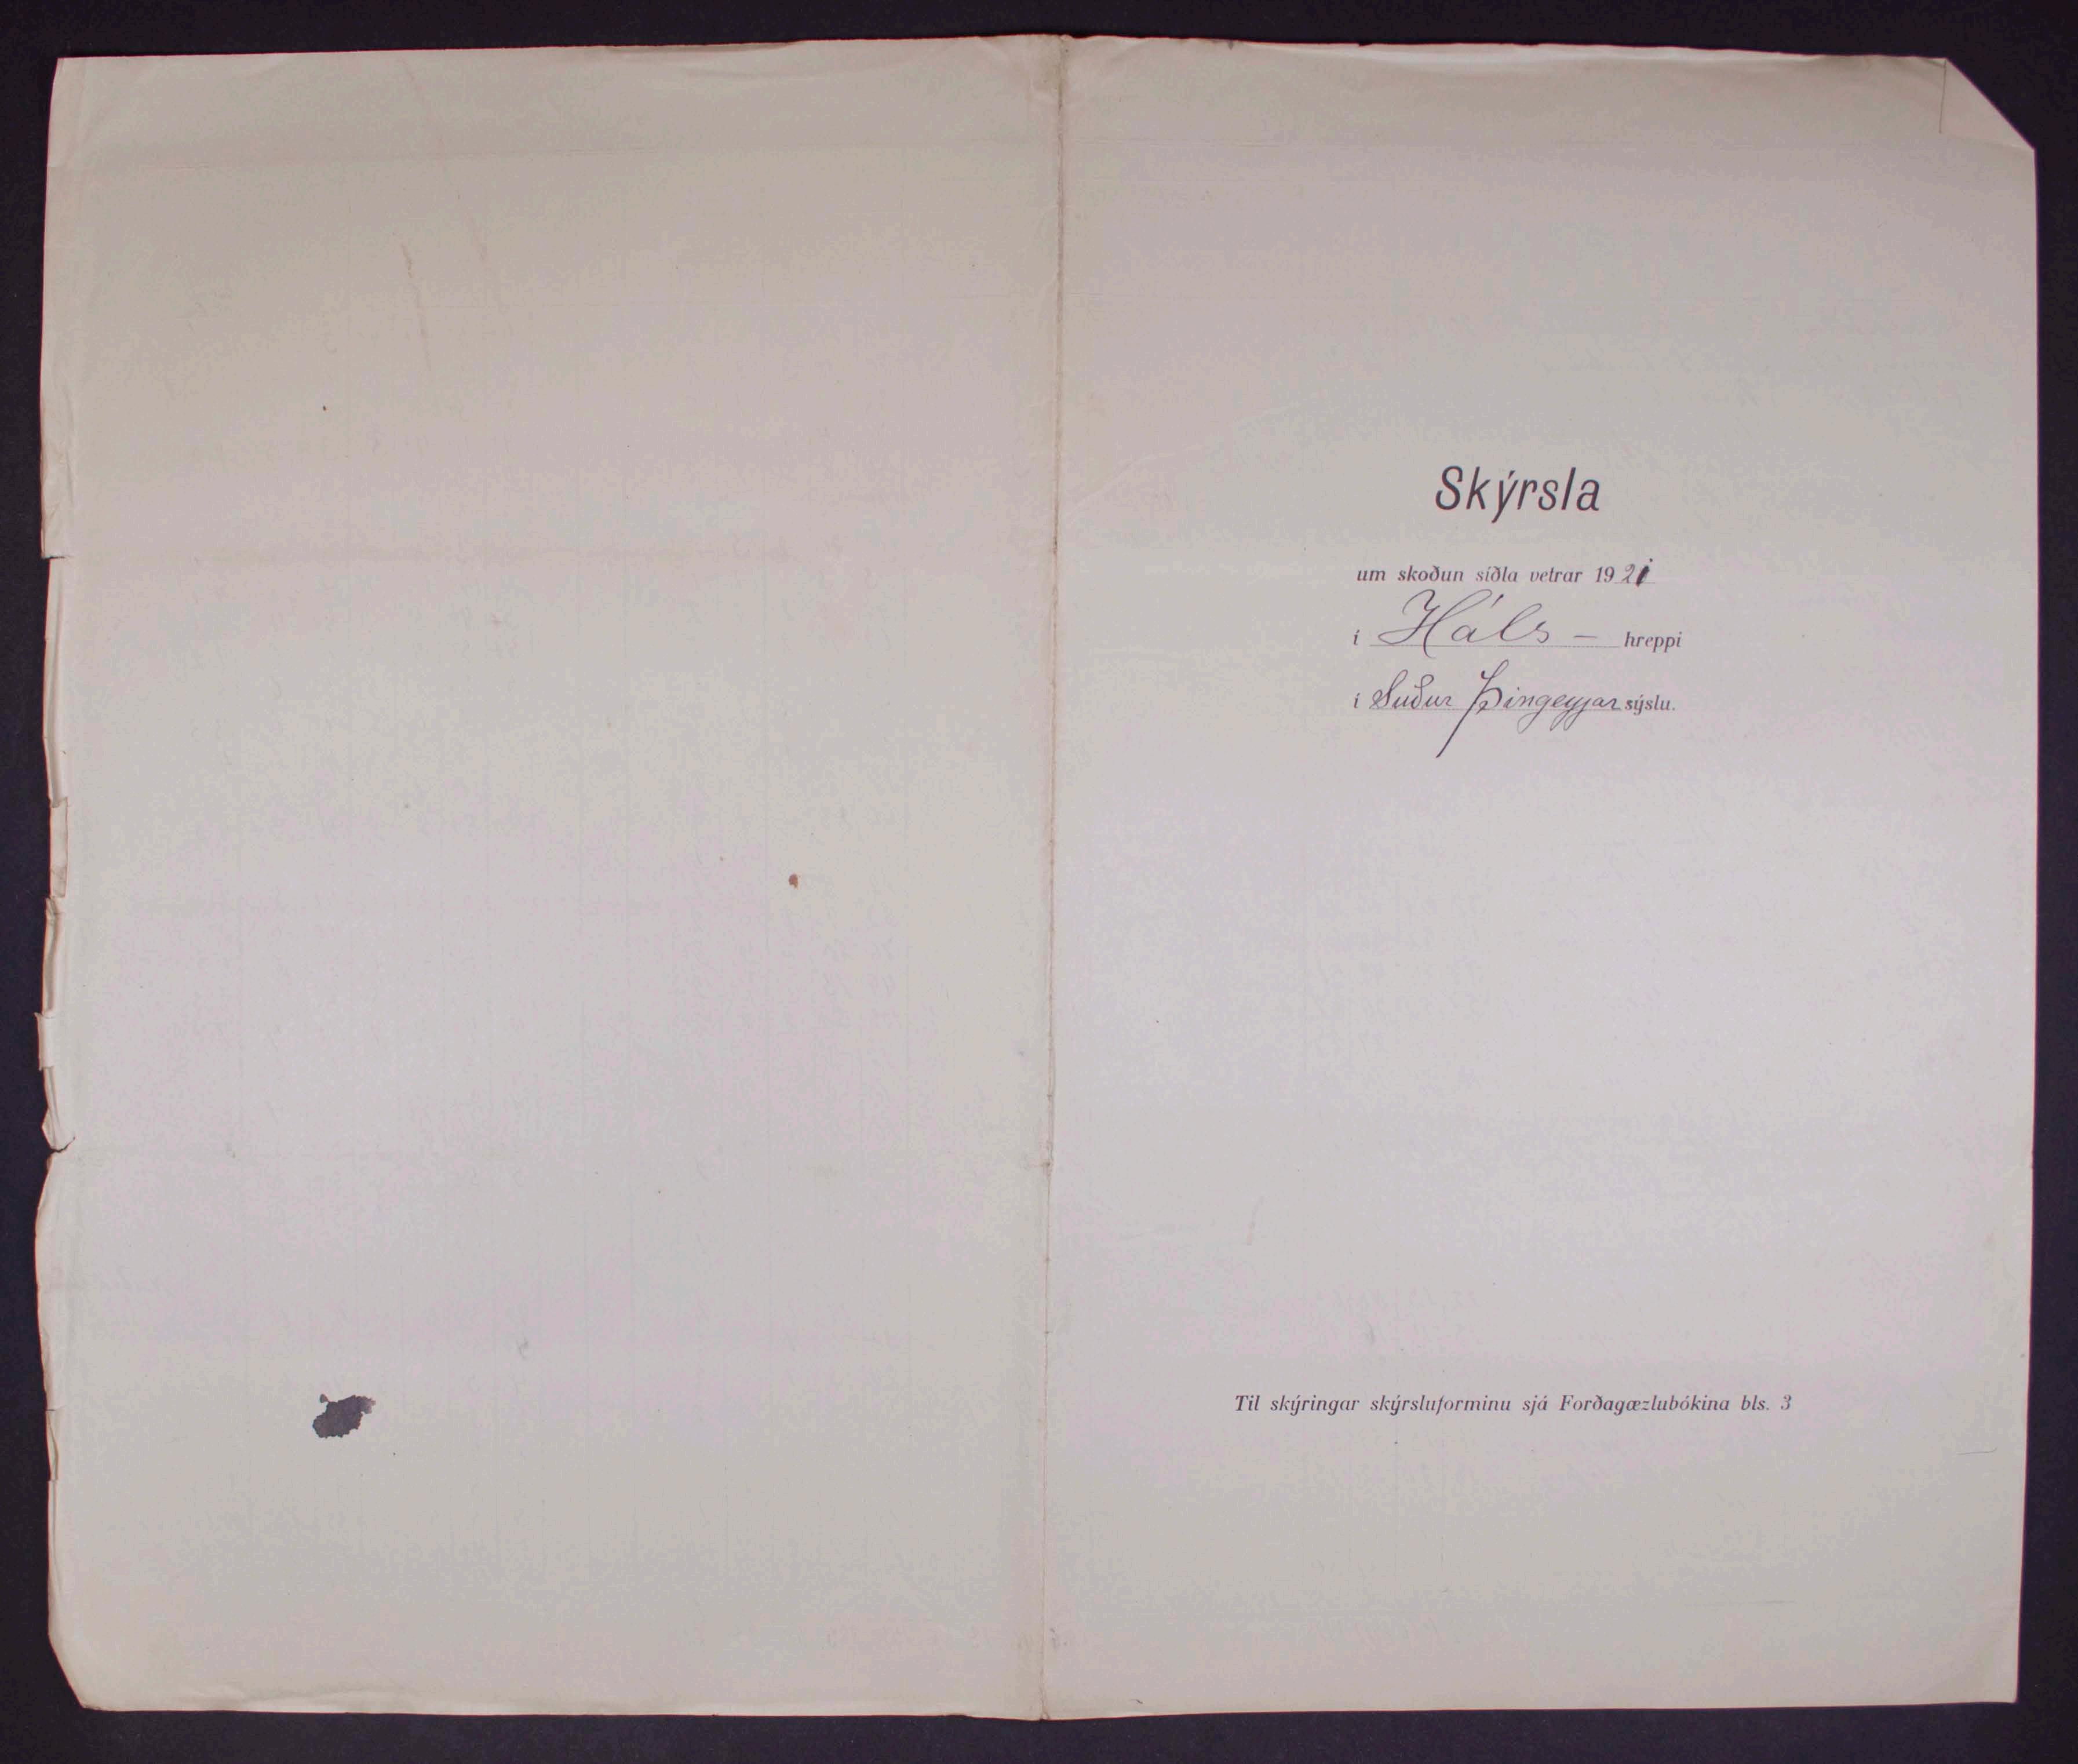 Skýrsla
um skoðun síðla vetrar 1921
í Háls – hreppi
í Suður Þingeyjar sýslu.
Til skýringar skýrsluforminu sjá Forðagæzlubókina bls. 3